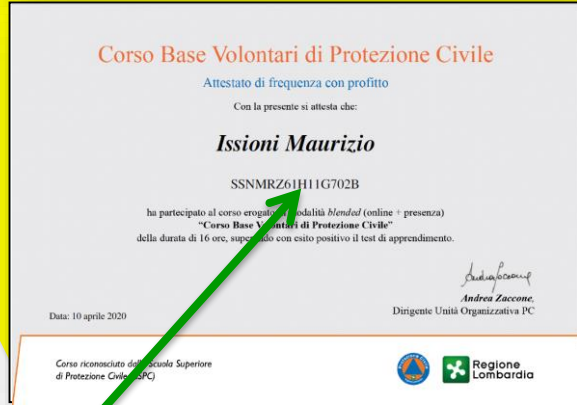 Corso Base Volontari di Protezione Civile
Attestato di frequenza con profitto
Con la presente si attesta che:
Issioni Maurizio
SSNMRZ61H11G702B
ha partecipato al corso erogato modalità blended (online + presenza)
"Corso Base Volontari di Protezione Civile"
della durata di 16 ore, con esito positivo il test di apprendimento.
Andrea Zaccone,
Dirigente Unità Organizzativa PC
Data: 10 aprile 2020
Corso riconosciuto Scuola Superiore
di Protezione Civile
Regione
Lombardia